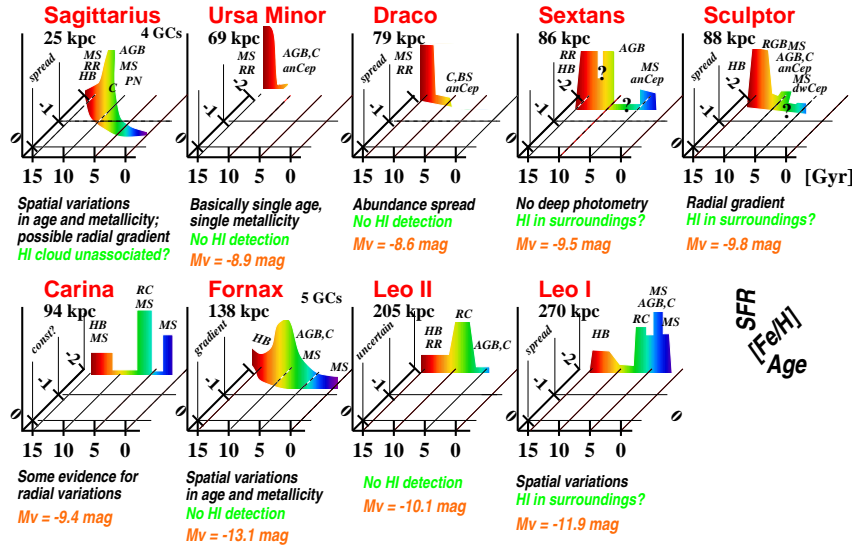 Sagittarius
25 kpc
4 GCs
spread
MS
RR
HB
AGB
MS
PN
C
-2
-1
0
15 10 5 0
Spatial variations
in age and metallicity;
possible radial gradient
HI cloud unassociated?
Ursa Minor
69 kpc
MS
RR
-2
AGB,C
anCep
-1
0
15 10 5 0
Basically single age,
single metallicity
No HI detection
Mv = -8.9 mag
Draco
79 kpc
spread
MS
RR
C,BS
anCep
-1
0
15 10 5 0
Abundance spread
No HI detection
Mv = -8.6 mag
Sextans
86 kpc
RR
HB
AGB
MS
anCep
?
?
-2
-1
0
15 10 5 0
No deep photometry
HI in surroundings?
Mv = -9.5 mag
Sculptor
88 kpc
HB
RGB
MS
AGB,C
anCep
MS
dwCep
?
-2
-1
0
15 10 5 0 [Gyr]
Radial gradient
HI in surroundings?
Mv = -9.8 mag
Carina
94 kpc
const?
HB
MS
RC
MS
MS
-2
-1
0
15 10 5 0
Some evidence for
radial variations
Mv = -9.4 mag
Fornax
138 kpc
5 GCs
gradient
HB
AGB,C
MS
MS
-2
-1
0
15 10 5 0
Spatial variations
in age and metallicity
No HI detection
Mv = -13.1 mag
Leo II
205 kpc
uncertain
HB
RR
RC
AGB,C
-2
-1
0
15 10 5 0
No HI detection
Mv = -10.1 mag
Leo I
270 kpc
spread
HB
RC
MS
AGB,C
MS
-2
-1
0
0
15 10 5 0
Spatial variations
HI in surroundings?
Mv = -11.9 mag
SFR
[Fe/H]
Age